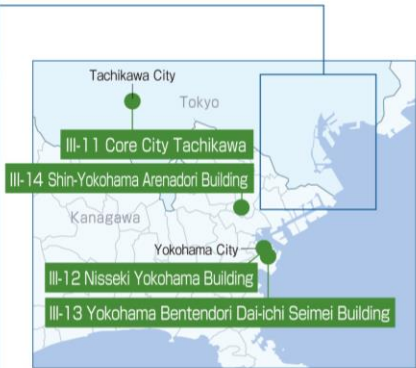 Tachikawa City
Tokyo
III-11 Core City Tachikawa
III-14 Shin-Yokohama Arenadori Building
Kanagawa
Yokohama City
III-12 Nisseki Yokohama Building
III-13 Yokohama Bentendori Dai-ichi Seimei Building